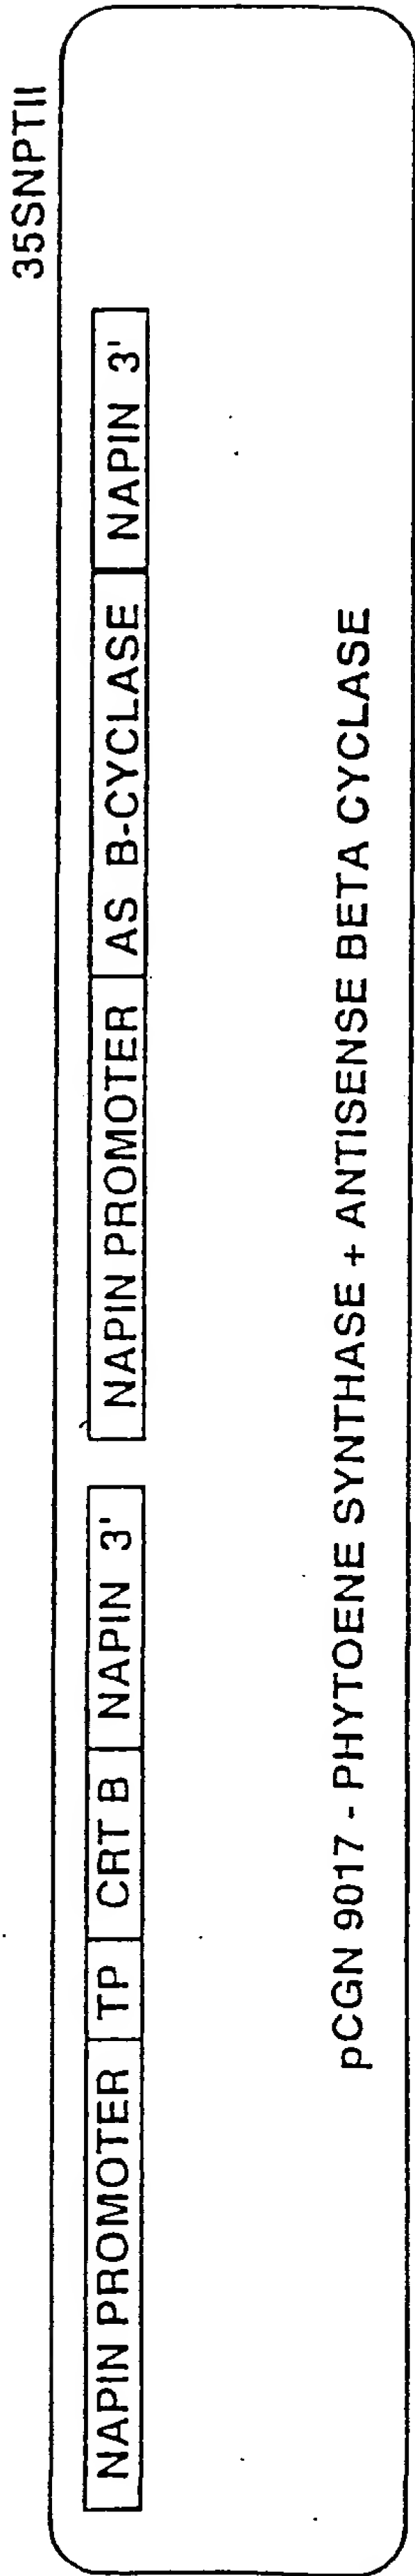 35SNPTII
NAPIN PROMOTER TP CRT B NAPIN 3' NAPIN PROMOTER AS B-CYCLASE NAPIN 3'
pCGN 9017 - PHYTOENE SYNTHASE + ANTISENSE BETA CYCLASE